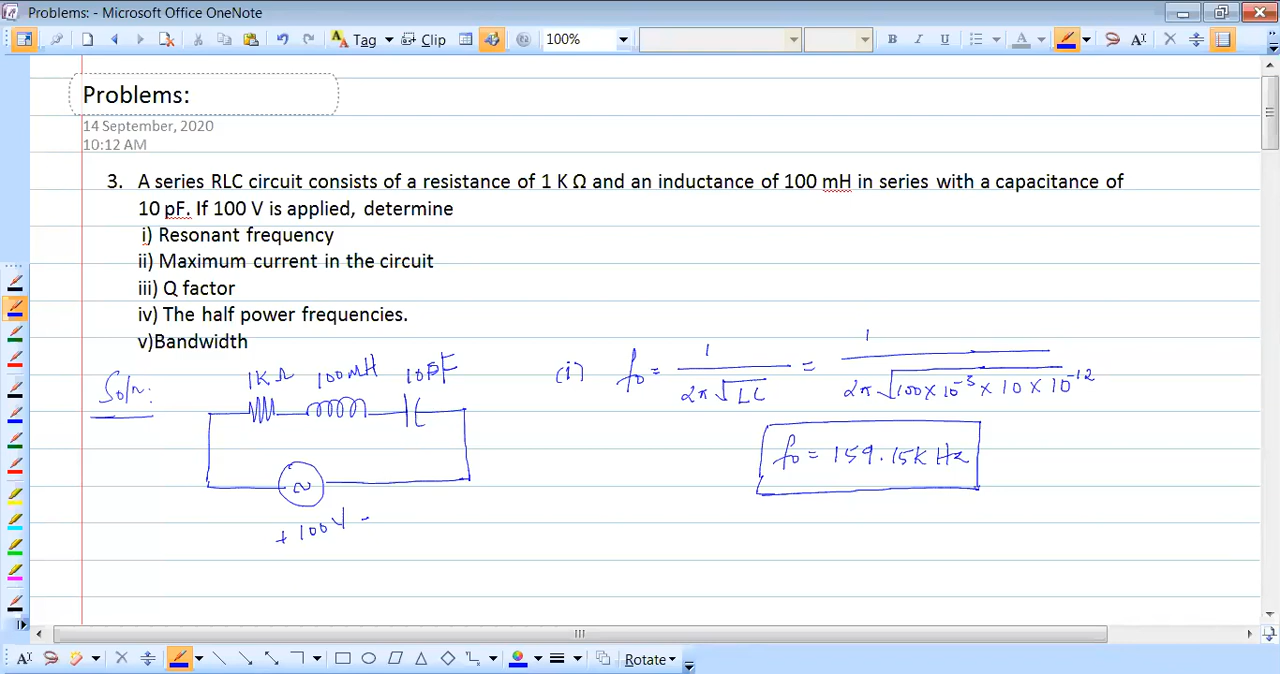 Problems: - Microsoft Office OneNote
Tag Clip 100% B I U A A
Problems:
14 September, 2020
10:12 AM
3. A series RLC circuit consists of a resistance of 1 K Ω and an inductance of 100 mH in series with a capacitance of
10 pF. If 100 V is applied, determine
i) Resonant frequency
ii) Maximum current in the circuit
iii) Q factor
iv) The half power frequencies.
v)Bandwidth
Soln:
1KΩ 100mH 10pF
+ 100V -
(i) f₀ = 1 / 2π√LC = 1 / 2π√100×10⁻³×10×10⁻¹²
f₀ = 159.15K Hz
Rotate